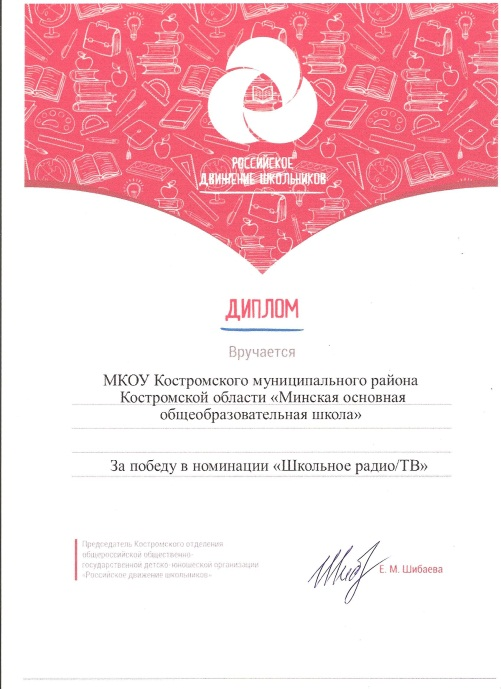 РОССИЙСКОЕ
ДВИЖЕНИЕ ШКОЛЬНИКОВ
ДИПЛОМ
Вручается
МКОУ Костромского муниципального района
Костромской области «Минская основная
общеобразовательная школа»
За победу в номинации «Школьное радио/ТВ»
Председатель Костромского отделения
общероссийской общественно-
государственной детско-юношеской организации
«Российское движение школьников»
Е. М. Шибаева